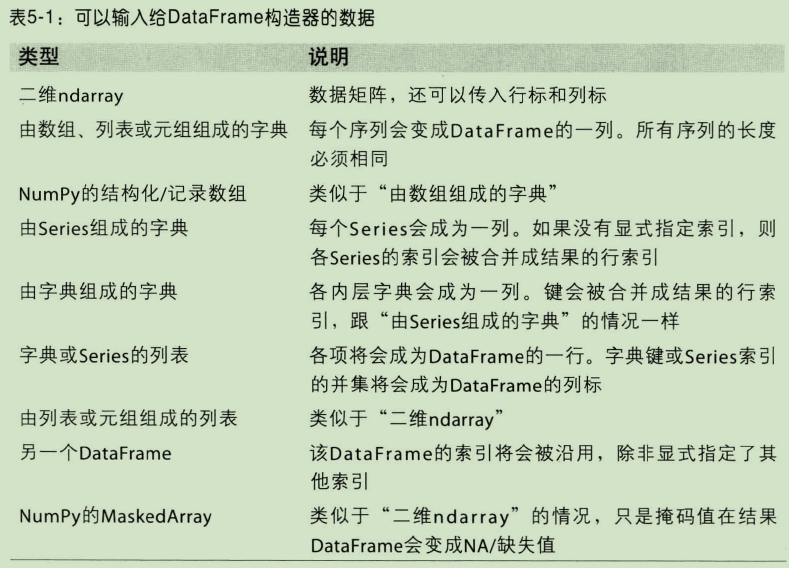 表5-1：可以输入给DataFrame构造器的数据
类型 说明
二维ndarray 数据矩阵，还可以传入行标和列标
由数组、列表或元组组成的字典 每个序列会变成DataFrame的一列。所有序列的长度
必须相同
NumPy的结构化/记录数组 类似于“由数组组成的字典”
由Series组成的字典 每个Series会成为一列。如果没有显式指定索引，则
各Series的索引会被合并成结果的行索引
由字典组成的字典 各内层字典会成为一列。键会被合并成结果的行索
引，跟“由Series组成的字典”的情况一样
字典或Series的列表 各项将会成为DataFrame的一行。字典键或Series索引
的并集将会成为DataFrame的列标
由列表或元组组成的列表 类似于“二维ndarray”
另一个DataFrame 该DataFrame的索引将会被沿用，除非显式指定了其
他索引
NumPy的MaskedArray 类似于“二维ndarray”的情况，只是掩码值在结果
DataFrame会变成NA/缺失值